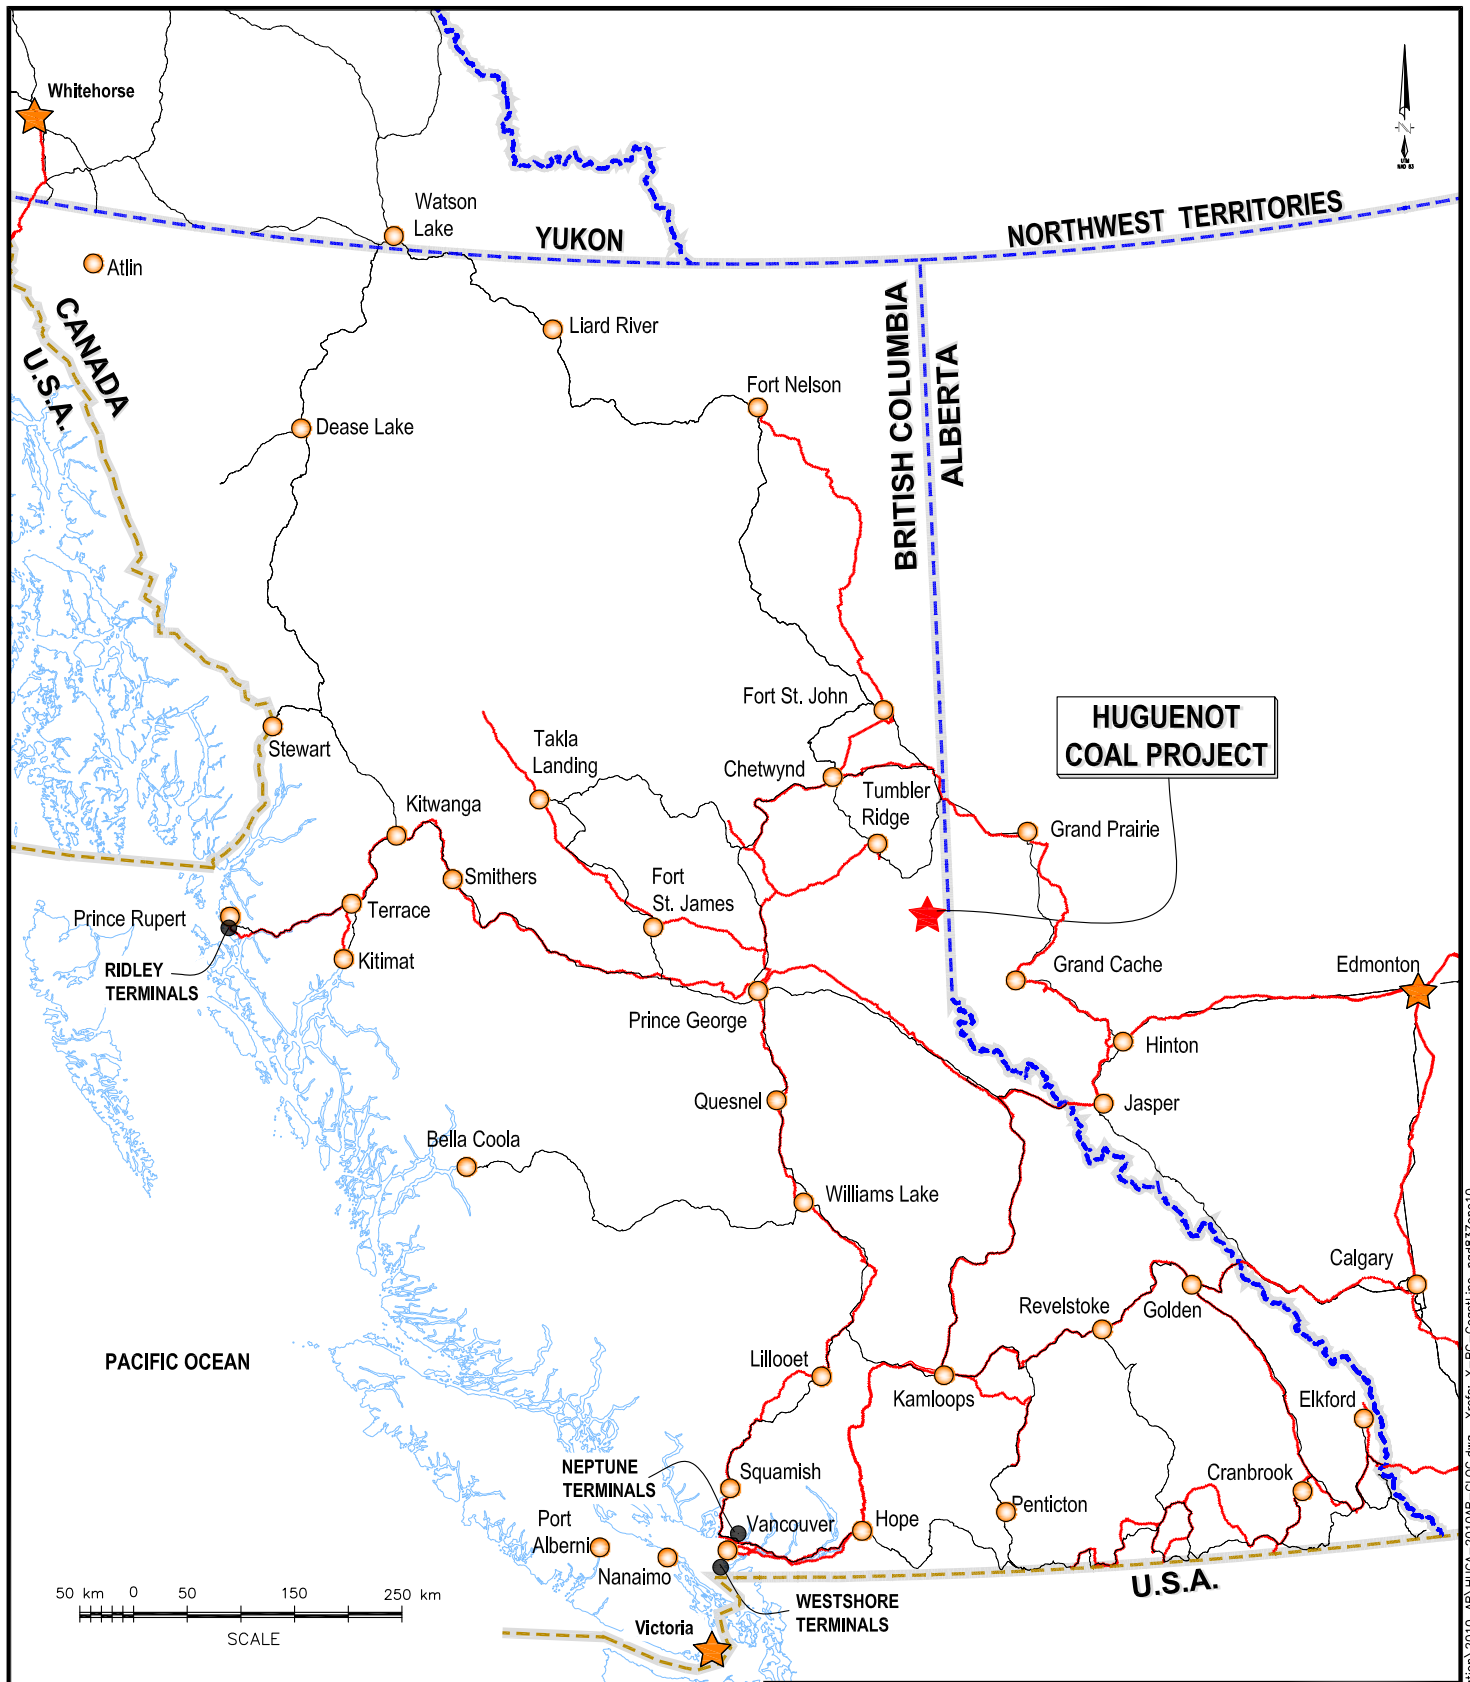 Whitehorse
Watson
Lake
YUKON
NORTHWEST TERRITORIES
N
UTM
NAD 83
Atlin
CANADA
U.S.A.
Liard River
BRITISH COLUMBIA
ALBERTA
Fort Nelson
Dease Lake
Fort St. John
HUGUENOT
COAL PROJECT
Stewart
Takla
Landing
Chetwynd
Tumbler
Ridge
Kitwanga
Grand Prairie
Smithers
Fort
St. James
Prince Rupert
Terrace
Kitimat
RIDLEY
TERMINALS
Grand Cache
Edmonton
Prince George
Hinton
Quesnel
Jasper
Bella Coola
Williams Lake
Calgary
Revelstoke
Golden
PACIFIC OCEAN
Lillooet
Kamloops
Elkford
NEPTUNE
TERMINALS
Squamish
Cranbrook
Penticton
Port
Alberni
Vancouver
Hope
Nanaimo
U.S.A.
WESTSHORE
TERMINALS
Victoria
50 km 0 50 150 250 km
SCALE